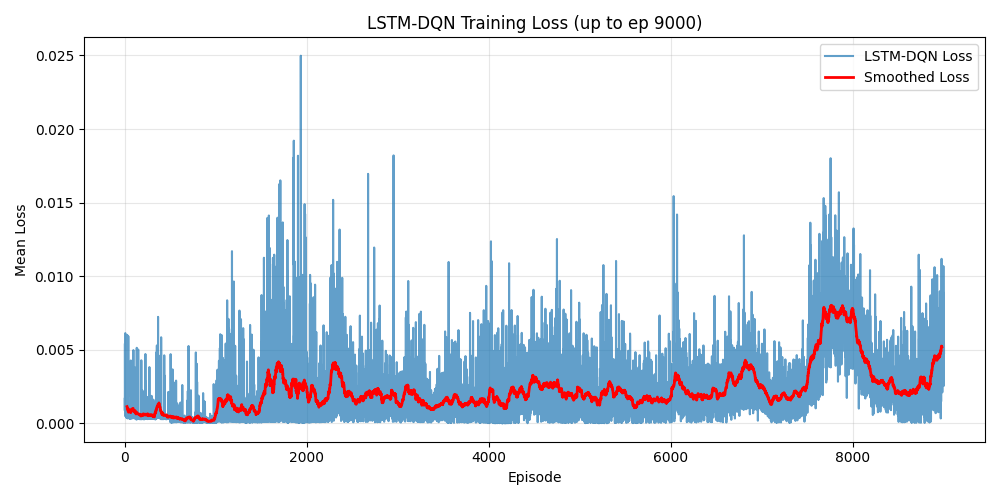 LSTM-DQN Training Loss (up to ep 9000)
LSTM-DQN Loss
Smoothed Loss
Mean Loss
0.025
0.020
0.015
0.010
0.005
0.000
0 2000 4000 6000 8000
Episode